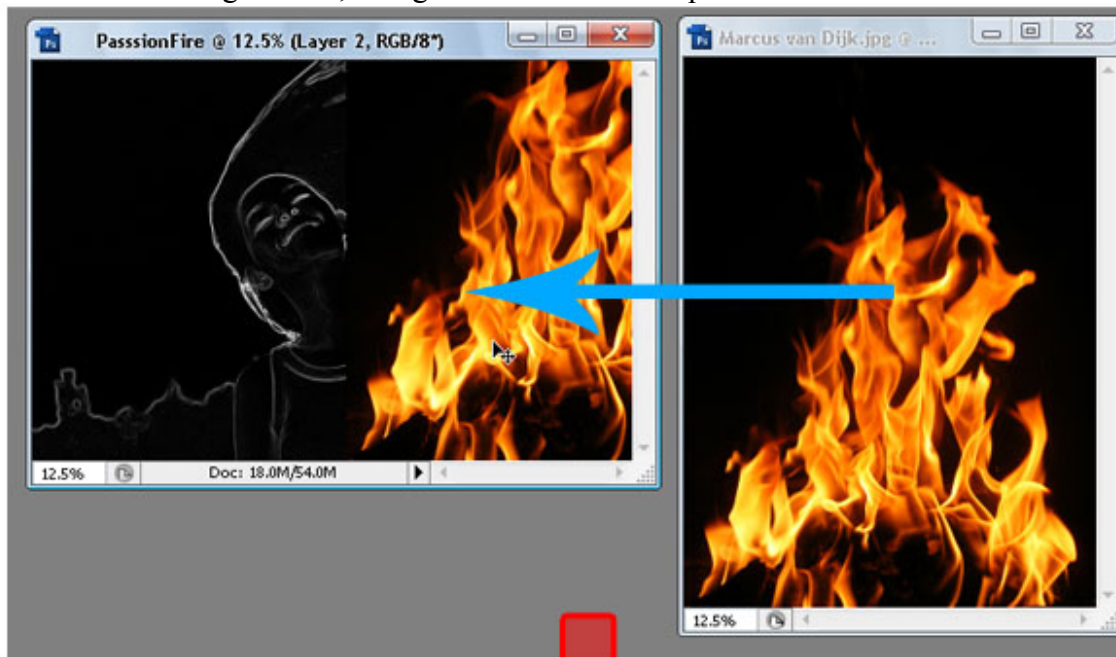 PasssionFire @ 12.5% (Layer 2, RGB/8*)
Marcus van Dijk.jpg @ ...
12.5%
Doc: 18.0M/54.0M
12.5%